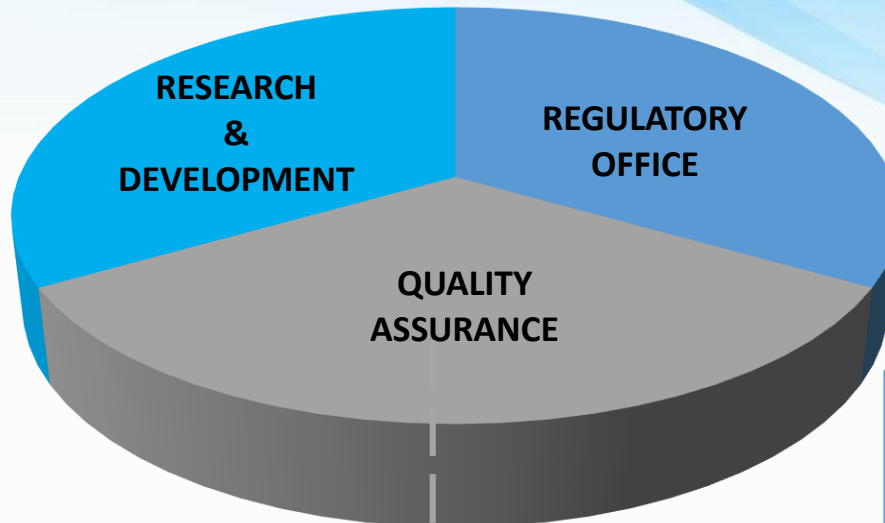 RESEARCH
&
DEVELOPMENT
REGULATORY
OFFICE
QUALITY
ASSURANCE